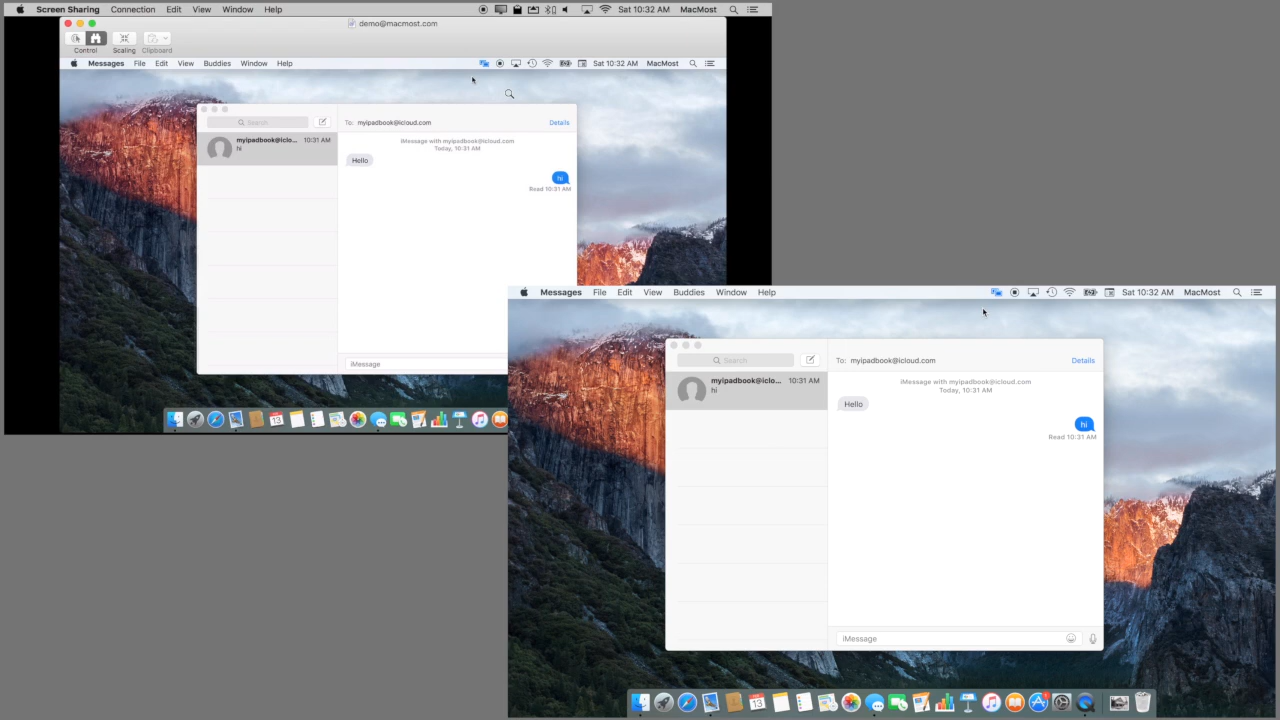 Screen Sharing Connection Edit View Window Help Sat 10:32 AM MacMost
demo@macmost.com
Control Scaling Clipboard
Messages File Edit View Buddies Window Help Sat 10:32 AM MacMost
Search To: myipadbook@icloud.com Details
myipadbook@iclo... 10:31 AM
hi
iMessage with myipadbook@icloud.com
Today, 10:31 AM
Hello
hi
Read 10:31 AM
iMessage
13
Messages File Edit View Buddies Window Help Sat 10:32 AM MacMost
Search To: myipadbook@icloud.com Details
myipadbook@iclo... 10:31 AM
hi
iMessage with myipadbook@icloud.com
Today, 10:31 AM
Hello
hi
Read 10:31 AM
iMessage
13